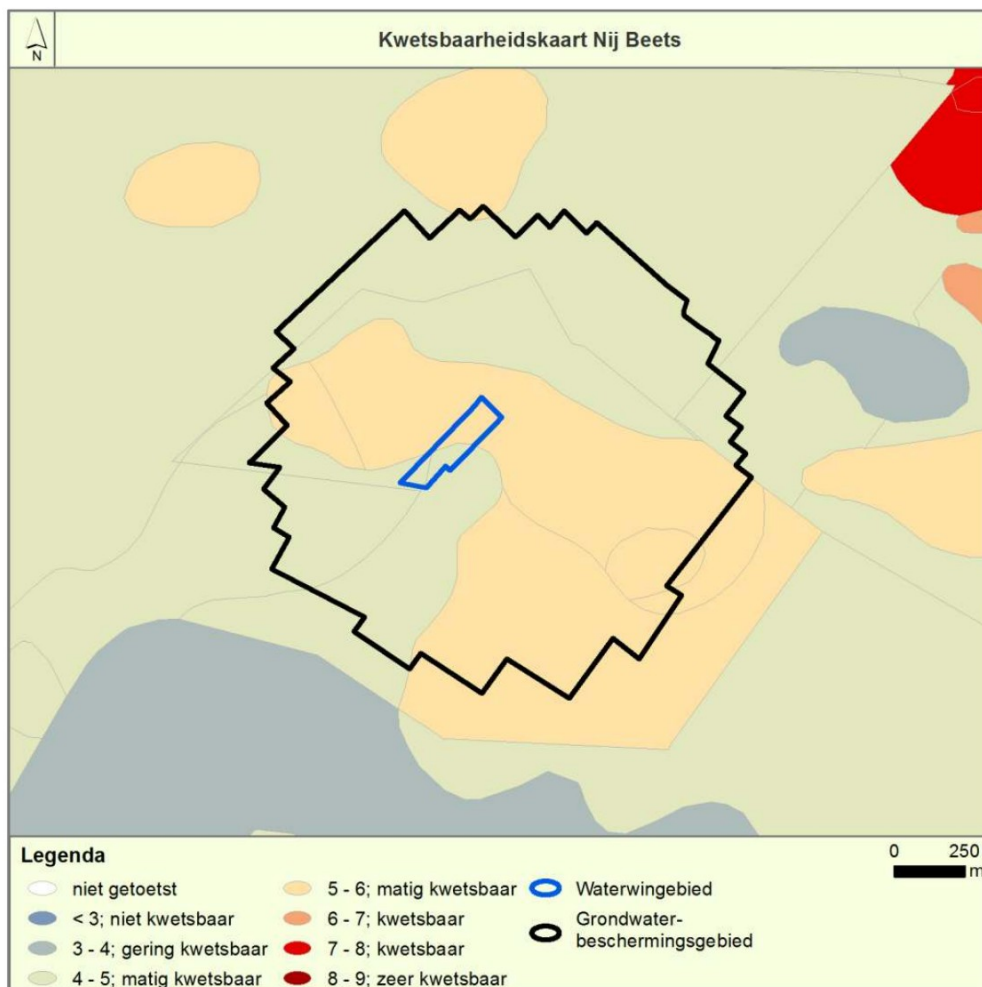 N
Kwetsbaarheidskaart Nij Beets
Legenda
niet getoetst
< 3; niet kwetsbaar
3 - 4; gering kwetsbaar
4 - 5; matig kwetsbaar
5 - 6; matig kwetsbaar
6 - 7; kwetsbaar
7 - 8; kwetsbaar
8 - 9; zeer kwetsbaar
Waterwingebied
Grondwater-
beschermingsgebied
0 250
m